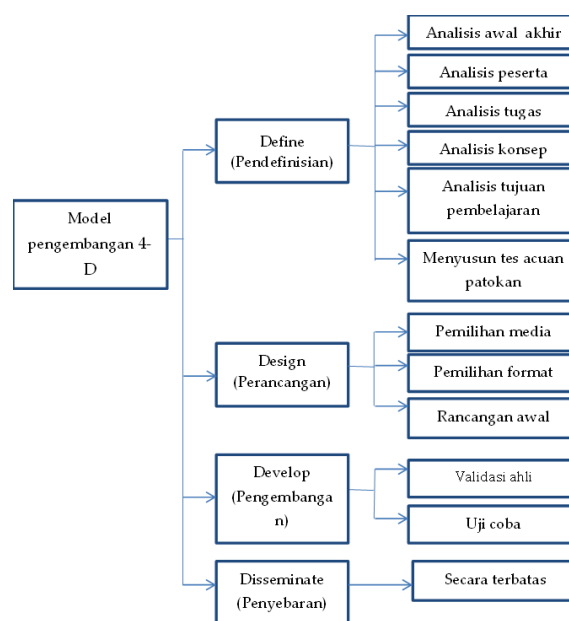 Model
pengembangan 4-
D
Define
(Pendefinisian)
Analisis awal akhir
Analisis peserta
Analisis tugas
Analisis konsep
Analisis tujuan
pembelajaran
Menyusun tes acuan
patokan
Design
(Perancangan)
Pemilihan media
Pemilihan format
Rancangan awal
Develop
(Pengembanga
n)
Validasi ahli
Uji coba
Disseminate
(Penyebaran)
Secara terbatas